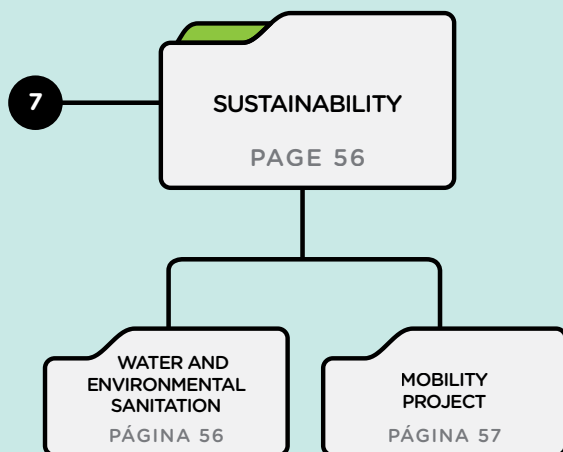 7
SUSTAINABILITY
PAGE 56
WATER AND
ENVIRONMENTAL
SANITATION
PÁGINA 56
MOBILITY
PROJECT
PÁGINA 57